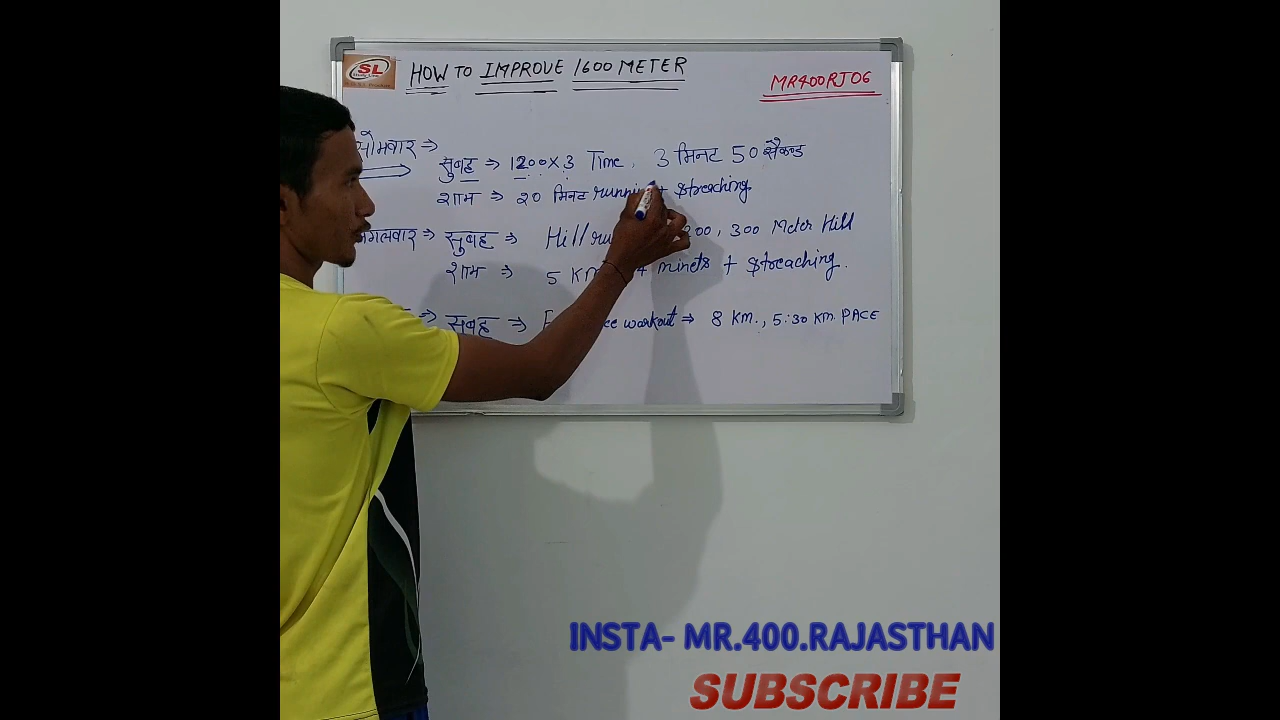 SL
HOW TO IMPROVE 1600 METER
MR400RJ06
सोमवार ⇒
सुबह ⇒ 1200 X 3 Time, 3 मिनट 50 सैकन्ड
शाम ⇒ 20 मिनट + Streaching
⇒ सुबह ⇒ Hill 200, 300 Meter Hill
शाम ⇒ 5 KM minets + Streaching.
⇒ सुबह ⇒ workout → 8 KM., 5:30 KM. PACE
INSTA- MR.400.RAJASTHAN
SUBSCRIBE